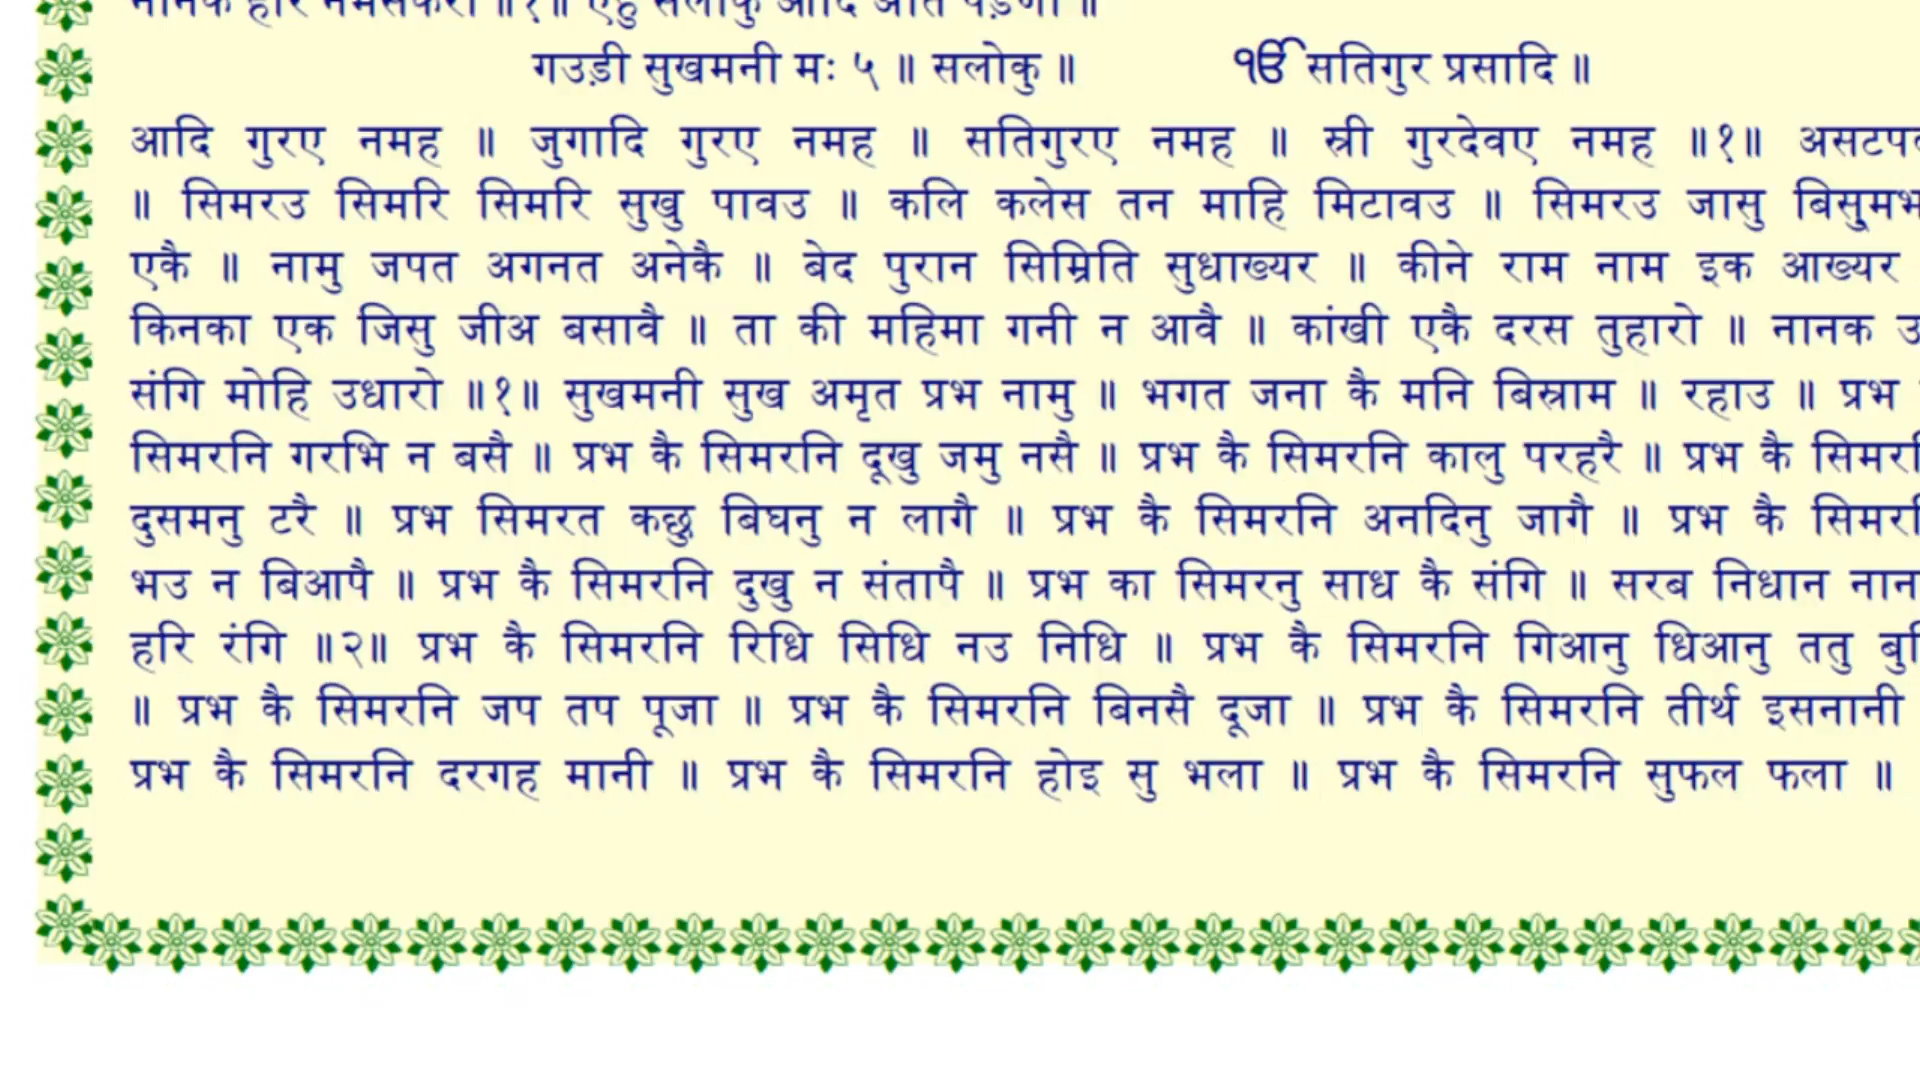 गउड़ी सुखमनी मः ५ ॥ सलोकु ॥ ੴ सतिगुर प्रसादि ॥
आदि गुरए नमह ॥ जुगादि गुरए नमह ॥ सतिगुरए नमह ॥ स्री गुरदेवए नमह ॥१॥
॥ सिमरउ सिमरि सिमरि सुखु पावउ ॥ कलि कलेस तन माहि मिटावउ ॥ सिमरउ जासु
एकै ॥ नामु जपत अगनत अनेकै ॥ बेद पुरान सिम्रिति सुधाख्यर ॥ कीने राम नाम इक आख्यर
किनका एक जिसु जीअ बसावै ॥ ता की महिमा गनी न आवै ॥ कांखी एकै दरस तुहारो ॥ नानक
संगि मोहि उधारो ॥१॥ सुखमनी सुख अमृत प्रभ नामु ॥ भगत जना कै मनि बिस्राम ॥ रहाउ ॥ प्रभ
सिमरनि गरभि न बसै ॥ प्रभ कै सिमरनि दूखु जमु नसै ॥ प्रभ कै सिमरनि कालु परहरै ॥ प्रभ कै
दुसमनु टरै ॥ प्रभ सिमरत कछु बिघनु न लागै ॥ प्रभ कै सिमरनि अनदिनु जागै ॥ प्रभ कै
भउ न बिआपै ॥ प्रभ कै सिमरनि दुखु न संतापै ॥ प्रभ का सिमरनु साध कै संगि ॥ सरब निधान
हरि रंगि ॥२॥ प्रभ कै सिमरनि रिधि सिधि नउ निधि ॥ प्रभ कै सिमरनि गिआनु धिआनु ततु
॥ प्रभ कै सिमरनि जप तप पूजा ॥ प्रभ कै सिमरनि बिनसै दूजा ॥ प्रभ कै सिमरनि तीर्थ इसनानी
प्रभ कै सिमरनि दरगह मानी ॥ प्रभ कै सिमरनि होइ सु भला ॥ प्रभ कै सिमरनि सुफल फला ॥